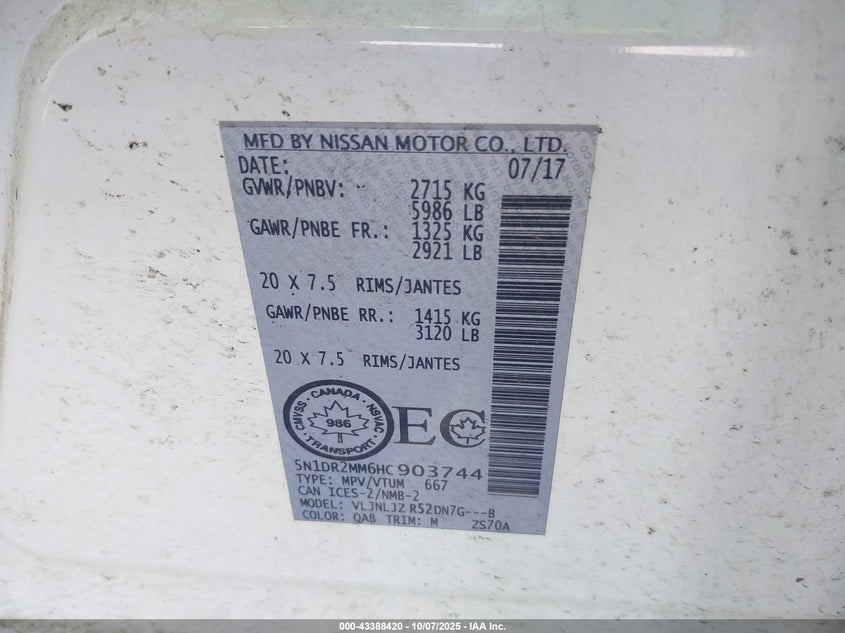 MFD BY NISSAN MOTOR CO., LTD.
DATE: 07/17
GVWR/PNBV: 2715 KG
5986 LB
GAWR/PNBE FR.: 1325 KG
2921 LB
20 X 7.5 RIMS/JANTES
GAWR/PNBE RR.: 1415 KG
3120 LB
20 X 7.5 RIMS/JANTES
CMVSS · CANADA · NSVAC
986
TRANSPORT
EC
5N1DR2MM6HC903744
TYPE: MPV/VTUM 667
CAN ICES-2/NMB-2
MODEL: VLJNLJZ R52DN7G---B
COLOR: QAB TRIM: M ZS70A
000-43388420 - 10/07/2025 - IAA Inc.